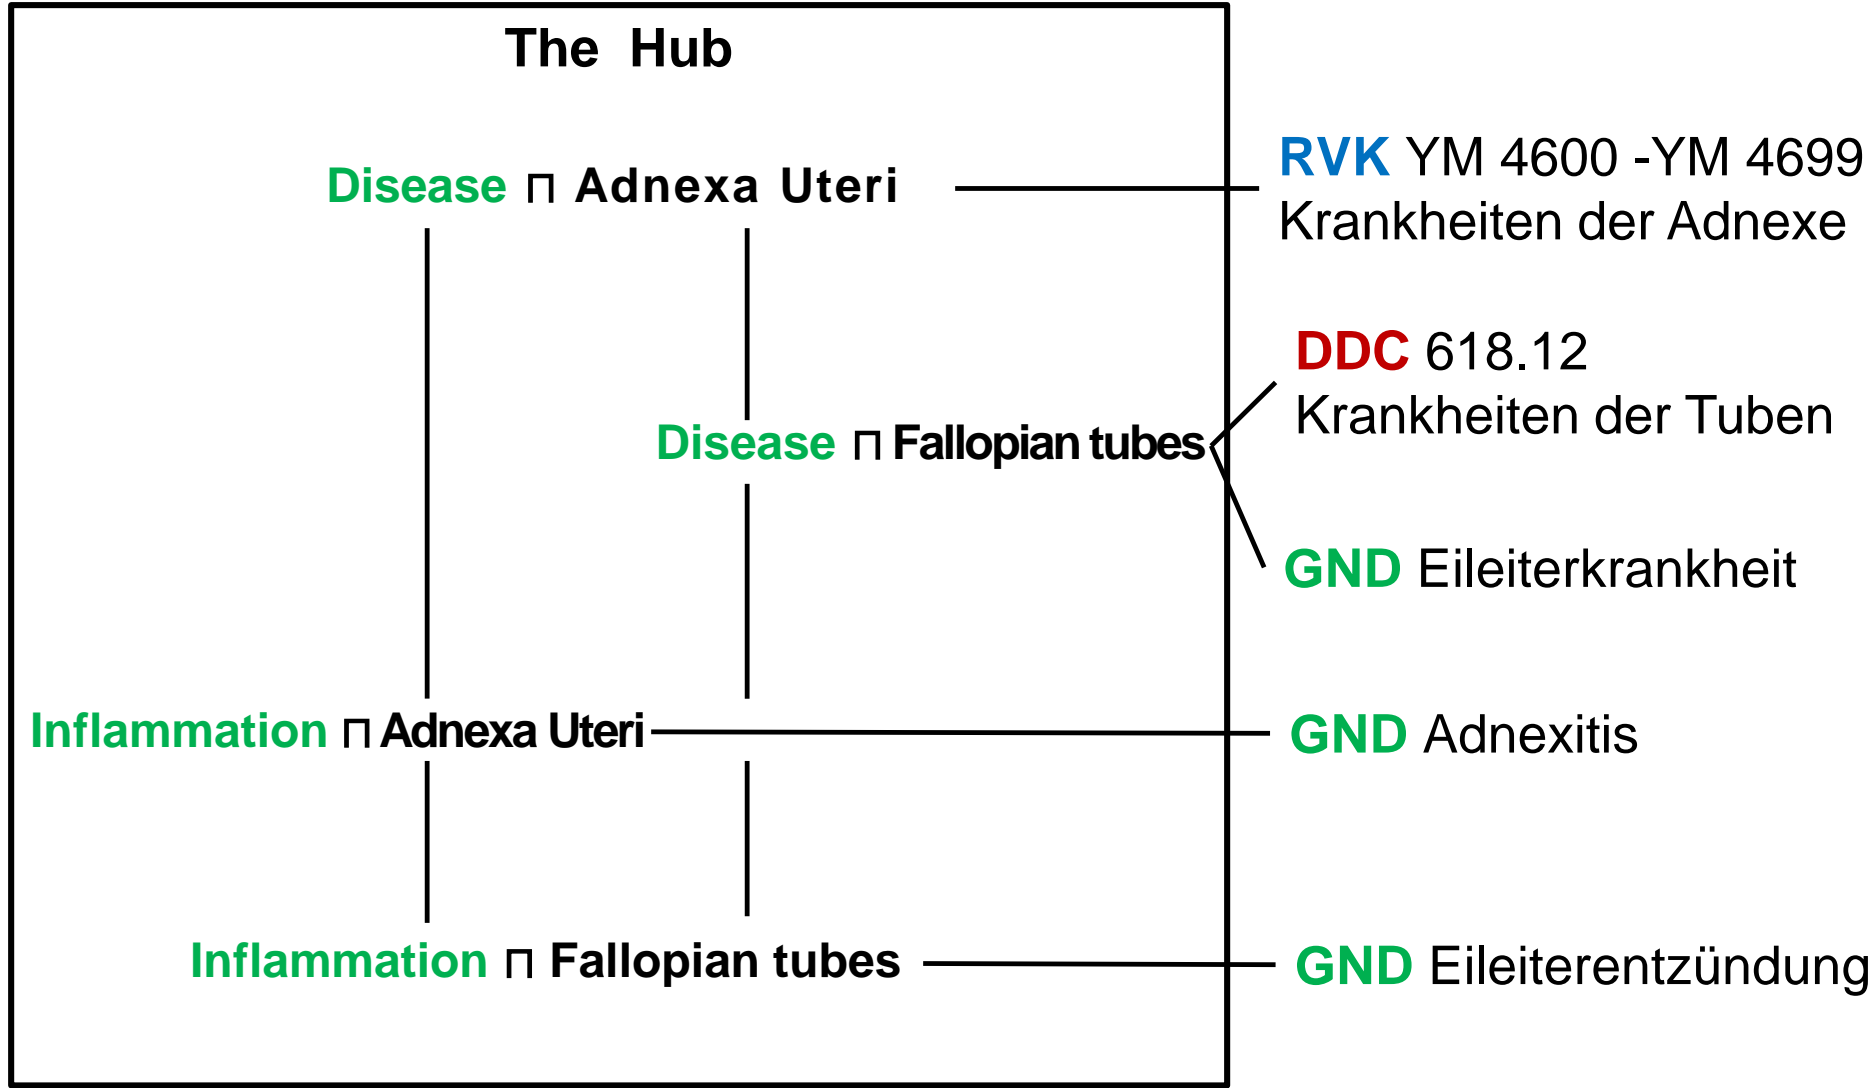 The Hub
Disease ⊓ Adnexa Uteri
RVK YM 4600 -YM 4699
Krankheiten der Adnexe
DDC 618.12
Krankheiten der Tuben
Disease ⊓ Fallopian tubes
GND Eileiterkrankheit
Inflammation ⊓ Adnexa Uteri
GND Adnexitis
Inflammation ⊓ Fallopian tubes
GND Eileiterentzündung